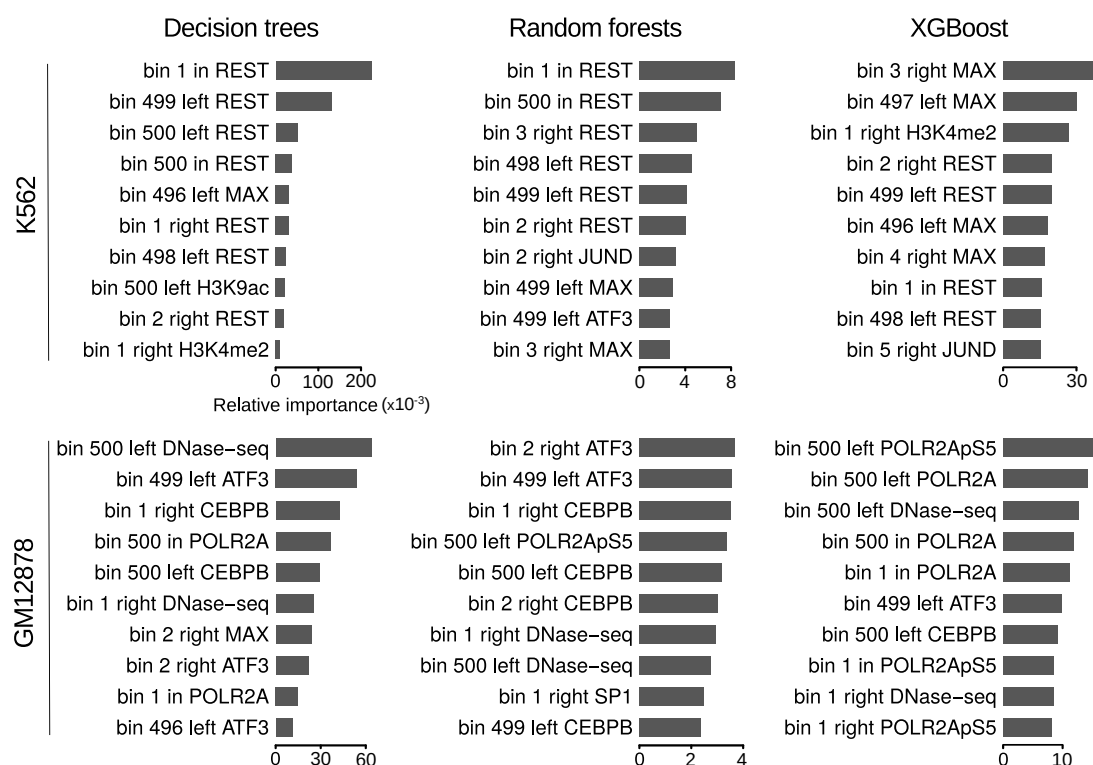 Decision trees
Random forests
XGBoost
K562
bin 1 in REST
bin 499 left REST
bin 500 left REST
bin 500 in REST
bin 496 left MAX
bin 1 right REST
bin 498 left REST
bin 500 left H3K9ac
bin 2 right REST
bin 1 right H3K4me2
0 100 200
Relative importance (x10⁻³)
bin 1 in REST
bin 500 in REST
bin 3 right REST
bin 498 left REST
bin 499 left REST
bin 2 right REST
bin 2 right JUND
bin 499 left MAX
bin 499 left ATF3
bin 3 right MAX
0 4 8
bin 3 right MAX
bin 497 left MAX
bin 1 right H3K4me2
bin 2 right REST
bin 499 left REST
bin 496 left MAX
bin 4 right MAX
bin 1 in REST
bin 498 left REST
bin 5 right JUND
0 30
GM12878
bin 500 left DNase−seq
bin 499 left ATF3
bin 1 right CEBPB
bin 500 in POLR2A
bin 500 left CEBPB
bin 1 right DNase−seq
bin 2 right MAX
bin 2 right ATF3
bin 1 in POLR2A
bin 496 left ATF3
0 30 60
bin 2 right ATF3
bin 499 left ATF3
bin 1 right CEBPB
bin 500 left POLR2ApS5
bin 500 left CEBPB
bin 2 right CEBPB
bin 1 right DNase−seq
bin 500 left DNase−seq
bin 1 right SP1
bin 499 left CEBPB
0 2 4
bin 500 left POLR2ApS5
bin 500 left POLR2A
bin 500 left DNase−seq
bin 500 in POLR2A
bin 1 in POLR2A
bin 499 left ATF3
bin 500 left CEBPB
bin 1 in POLR2ApS5
bin 1 right DNase−seq
bin 1 right POLR2ApS5
0 10